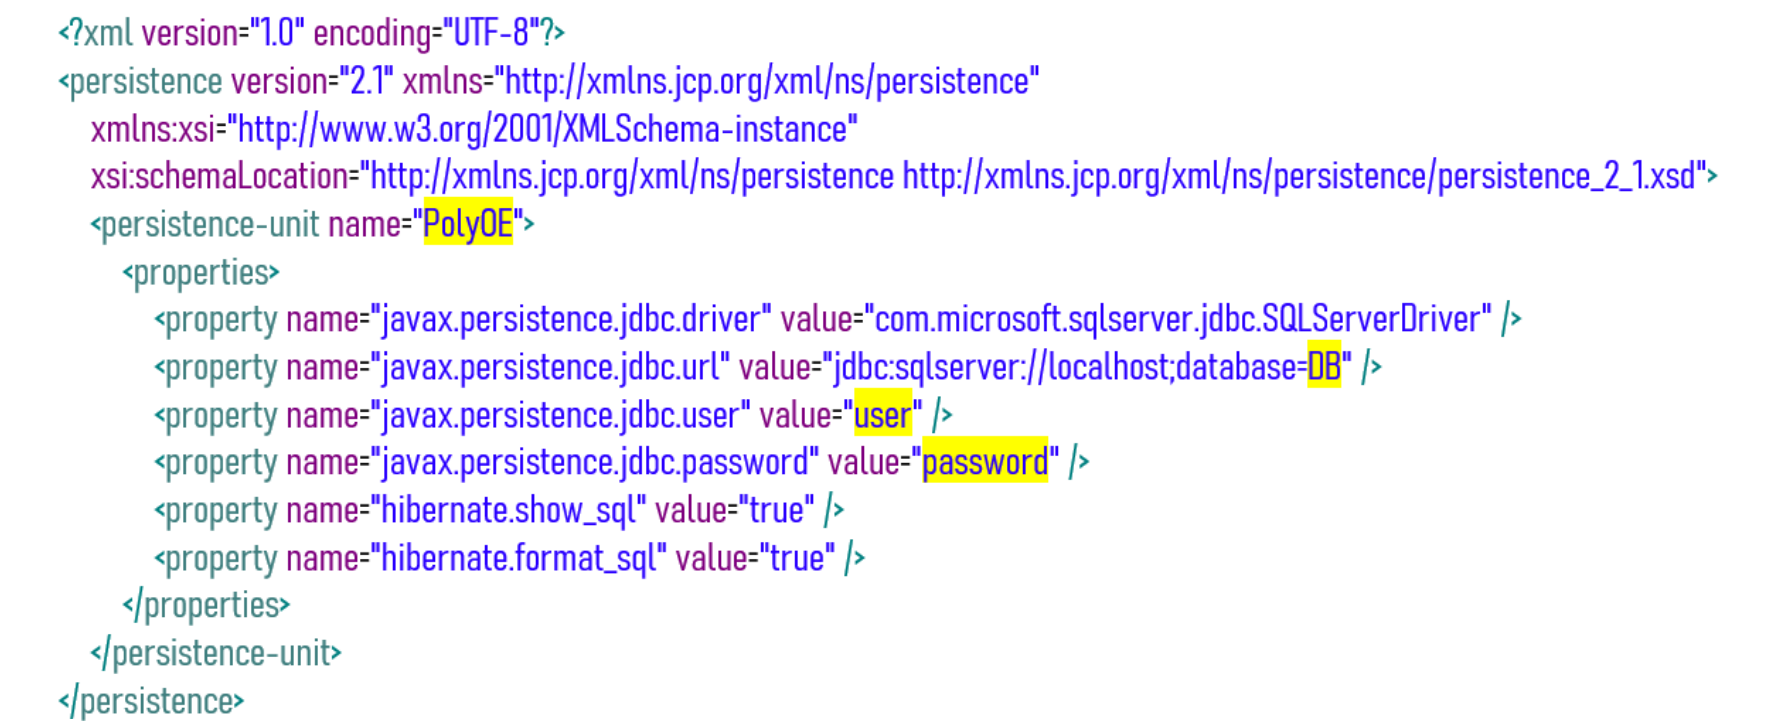 <?xml version="1.0" encoding="UTF-8"?>
<persistence version="2.1" xmlns="http://xmlns.jcp.org/xml/ns/persistence"
xmlns:xsi="http://www.w3.org/2001/XMLSchema-instance"
xsi:schemaLocation="http://xmlns.jcp.org/xml/ns/persistence http://xmlns.jcp.org/xml/ns/persistence/persistence_2_1.xsd">
<persistence-unit name="PolyOE">
<properties>
<property name="javax.persistence.jdbc.driver" value="com.microsoft.sqlserver.jdbc.SQLServerDriver" />
<property name="javax.persistence.jdbc.url" value="jdbc:sqlserver://localhost;database=DB" />
<property name="javax.persistence.jdbc.user" value="user" />
<property name="javax.persistence.jdbc.password" value="password" />
<property name="hibernate.show_sql" value="true" />
<property name="hibernate.format_sql" value="true" />
</properties>
</persistence-unit>
</persistence>